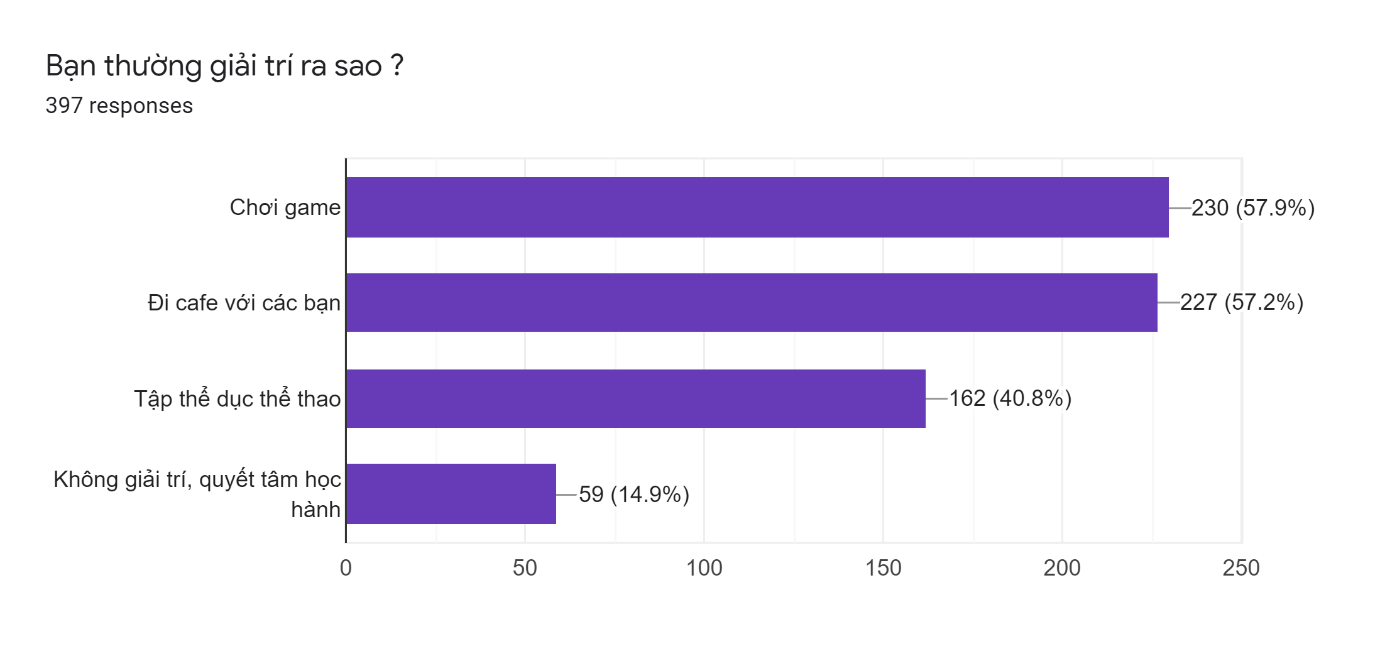 Bạn thường giải trí ra sao ?
397 responses
Chơi game
230 (57.9%)
Đi cafe với các bạn
227 (57.2%)
Tập thể dục thể thao
162 (40.8%)
Không giải trí, quyết tâm học
hành
59 (14.9%)
0 50 100 150 200 250